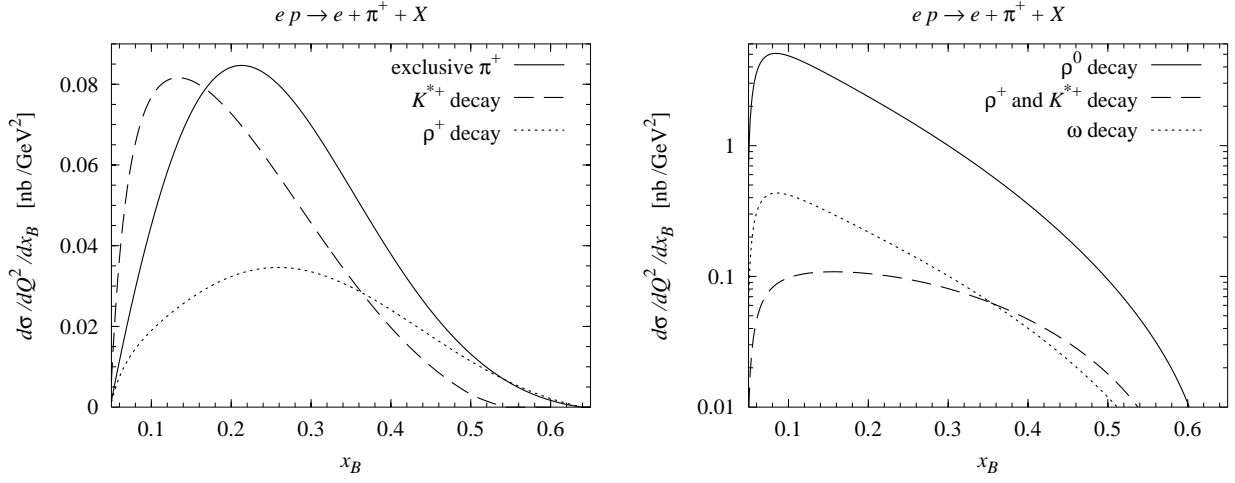 e p → e + π⁺ + X
exclusive π⁺
K*⁺ decay
ρ⁺ decay
dσ/dQ²/dx_B [nb/GeV²]
0.08
0.06
0.04
0.02
0
0.1 0.2 0.3 0.4 0.5 0.6
x_B
e p → e + π⁺ + X
ρ⁰ decay
ρ⁺ and K*⁺ decay
ω decay
dσ/dQ²/dx_B [nb/GeV²]
1
0.1
0.01
0.1 0.2 0.3 0.4 0.5 0.6
x_B